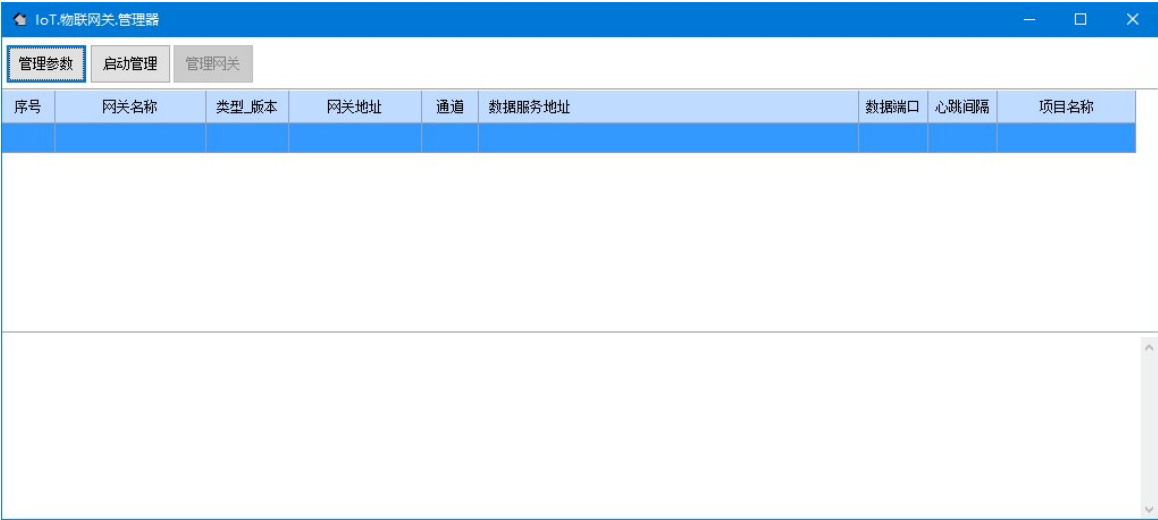 IoT.物联网关.管理器
管理参数 启动管理 管理网关
序号 网关名称 类型_版本 网关地址 通道 数据服务地址 数据端口 心跳间隔 项目名称